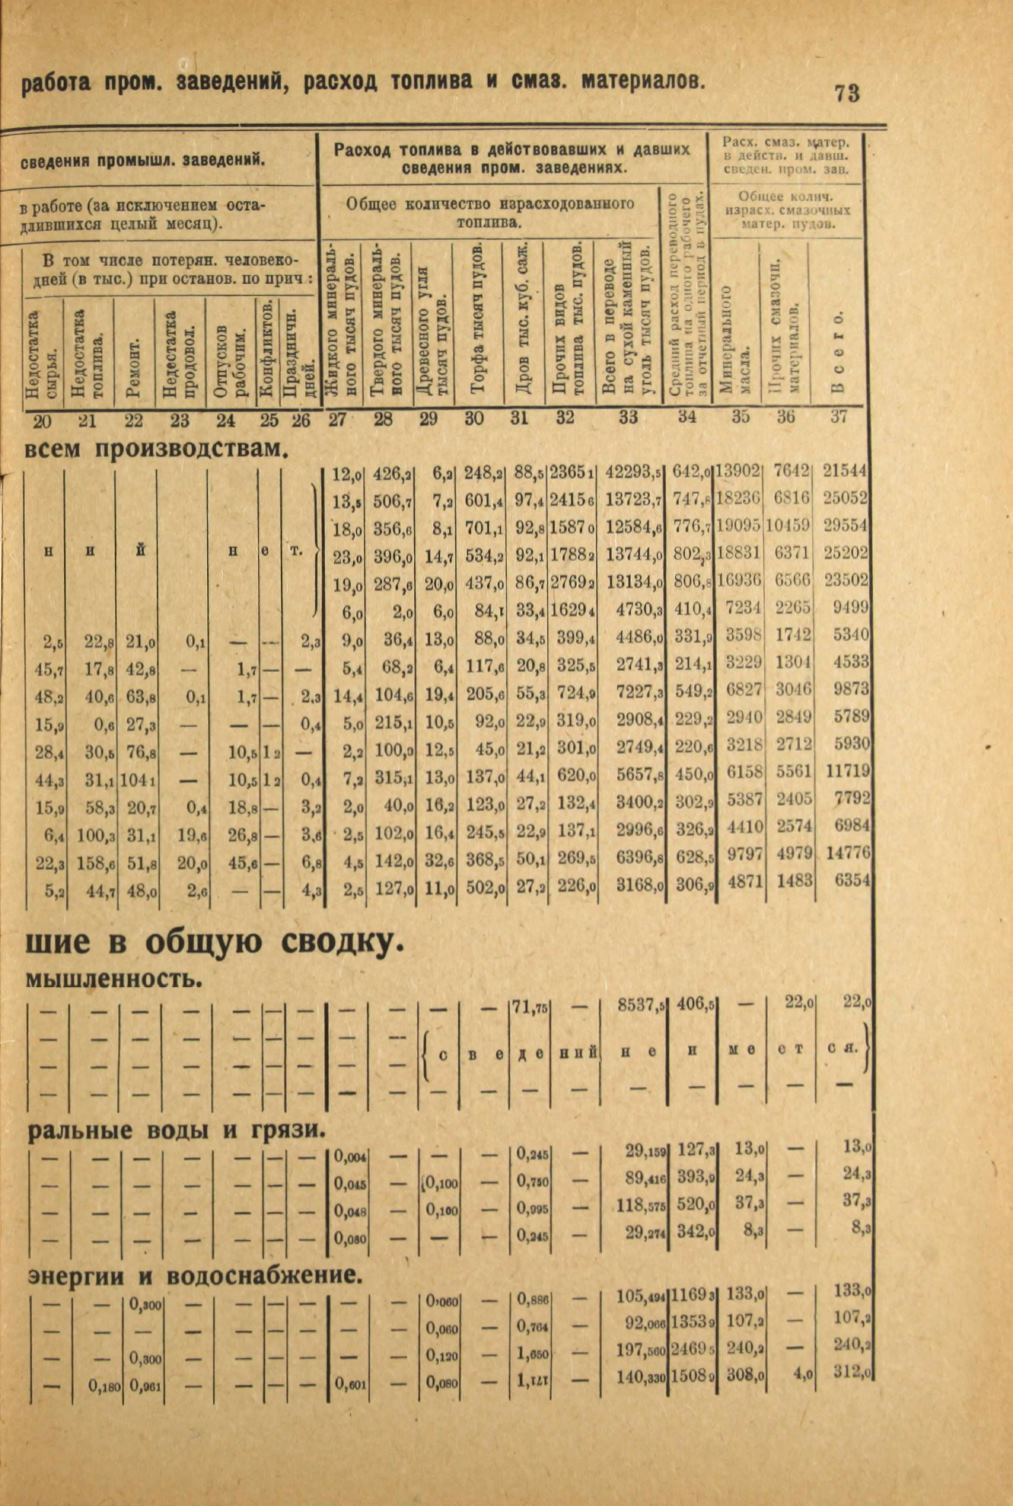 работа пром. заведений, расход топлива и смаз. материалов.
73
сведения промышл. заведений.
Расход топлива в действовавших и давших сведения пром. заведениях.
Расх. смаз. матер. в действ. и давш. сведен. пром. зав.
в работе (за исключением оста-
длившихся целый месяц).
Общее количество израсходованного топлива.
Средний расход переводного топлива на одного рабочего за отчетный период в пудах.
Общее колич. израсх. смазочных матер. пудов.
В том числе потерян. человеко-
дней (в тыс.) при останов. по прич.:
Недостатка сырья.
Недостатка топлива.
Ремонт.
Недестатка продовол.
Отпусков рабочим.
Конфликтов.
Праздничн. дней.
Жидкого минераль-
ного тысяч пудов.
Твердого минераль-
ного тысяч пудов.
Древесного угля тысяч пудов.
Торфа тысяч пудов.
Дров тыс. куб. саж.
Прочих видов топлива тыс. пудов.
Всего в переводе на сухой каменный уголь тысяч пудов.
Минерального масла.
Прочих смазочн. материалов.
Всего.
20 21 22 23 24 25 26 27 28 29 30 31 32 33 34 35 36 37
всем производствам.
н и й н е т.
12,0 426,2 6,2 248,2 88,5 2365 1 42293,5 642,0 13902 7642 21544
13,5 506,7 7,2 601,4 97,4 2415 6 13723,7 747,8 18236 6816 25052
18,0 356,6 8,1 701,1 92,8 1587 0 12584,6 776,7 19095 10459 29554
23,0 396,0 14,7 534,2 92,1 1788 2 13744,0 802,3 18831 6371 25202
19,0 287,6 20,0 437,0 86,7 2769 2 13134,0 806,8 16936 6566 23502
6,0 2,0 6,0 84,1 33,4 1629 4 4730,3 410,4 7234 2265 9499
2,5 22,8 21,0 0,1 — — 2,3 9,0 36,4 13,0 88,0 34,5 399,4 4486,0 331,9 3598 1742 5340
45,7 17,8 42,8 — 1,7 — — 5,4 68,2 6,4 117,6 20,8 325,5 2741,3 214,1 3229 1304 4533
48,2 40,6 63,8 0,1 1,7 — 2,3 14,4 104,6 19,4 205,6 55,3 724,9 7227,3 549,2 6827 3046 9873
15,9 0,6 27,3 — — — 0,4 5,0 215,1 10,5 92,0 22,9 319,0 2908,4 229,2 2940 2849 5789
28,4 30,5 76,8 — 10,5 1 2 — 2,2 100,9 12,5 45,0 21,2 301,0 2749,4 220,6 3218 2712 5930
44,3 31,1 104 1 — 10,5 1 2 0,4 7,2 315,1 13,0 137,0 44,1 620,0 5657,8 450,0 6158 5561 11719
15,9 58,3 20,7 0,4 18,8 — 3,2 2,0 40,0 16,2 123,0 27,2 132,4 3400,2 302,9 5387 2405 7792
6,4 100,3 31,1 19,6 26,8 — 3,6 2,5 102,0 16,4 245,5 22,9 137,1 2996,6 326,2 4410 2574 6984
22,3 158,6 51,8 20,0 45,6 — 6,8 4,5 142,0 32,6 368,5 50,1 269,5 6396,8 628,5 9797 4979 14776
5,2 44,7 48,0 2,6 — — 4,3 2,5 127,0 11,0 502,0 27,2 226,0 3168,0 306,9 4871 1483 6354
шие в общую сводку.
мышленность.
— — — — — — — — — — — 71,75 — 8537,5 406,5 — 22,0 22,0
— — — — — — — — —
с в е д е н и й н е и м е е т с я.
— — — — — — — — —
— — — — — — — — — — — — — — — — — —
ральные воды и грязи.
— — — — — — — 0,004 — — — 0,245 — 29,159 127,3 13,0 — 13,0
— — — — — — — 0,045 — 0,100 — 0,750 — 89,416 393,9 24,3 — 24,3
— — — — — — — 0,048 — 0,100 — 0,995 — 118,575 520,0 37,3 — 37,3
— — — — — — — 0,080 — — — 0,245 — 29,274 342,0 8,3 — 8,3
энергии и водоснабжение.
— — 0,300 — — — — — — 0,060 — 0,886 — 105,494 1169 3 133,0 — 133,0
— — — — — — — — — 0,060 — 0,764 — 92,066 1353 9 107,2 — 107,2
— — 0,300 — — — — — — 0,120 — 1,650 — 197,560 2469 5 240,2 — 240,2
— 0,180 0,961 — — — — 0,601 — 0,080 — 1,121 — 140,330 1508 9 308,0 4,0 312,0